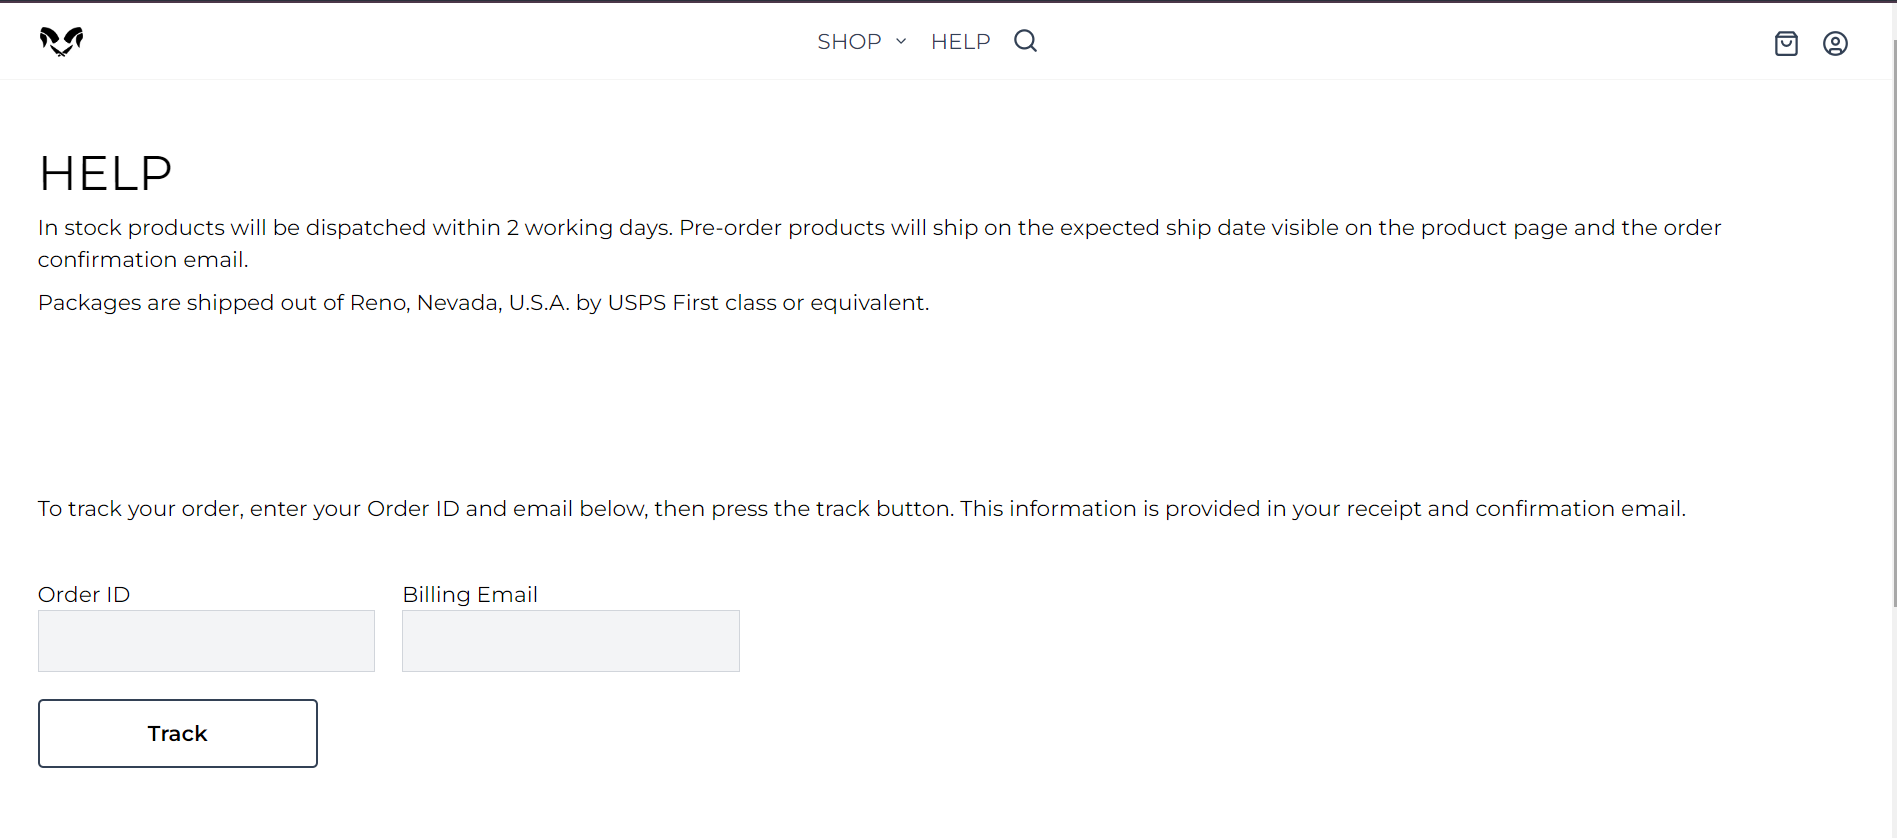 SHOP HELP
HELP
In stock products will be dispatched within 2 working days. Pre-order products will ship on the expected ship date visible on the product page and the order
confirmation email.
Packages are shipped out of Reno, Nevada, U.S.A. by USPS First class or equivalent.
To track your order, enter your Order ID and email below, then press the track button. This information is provided in your receipt and confirmation email.
Order ID Billing Email
Track